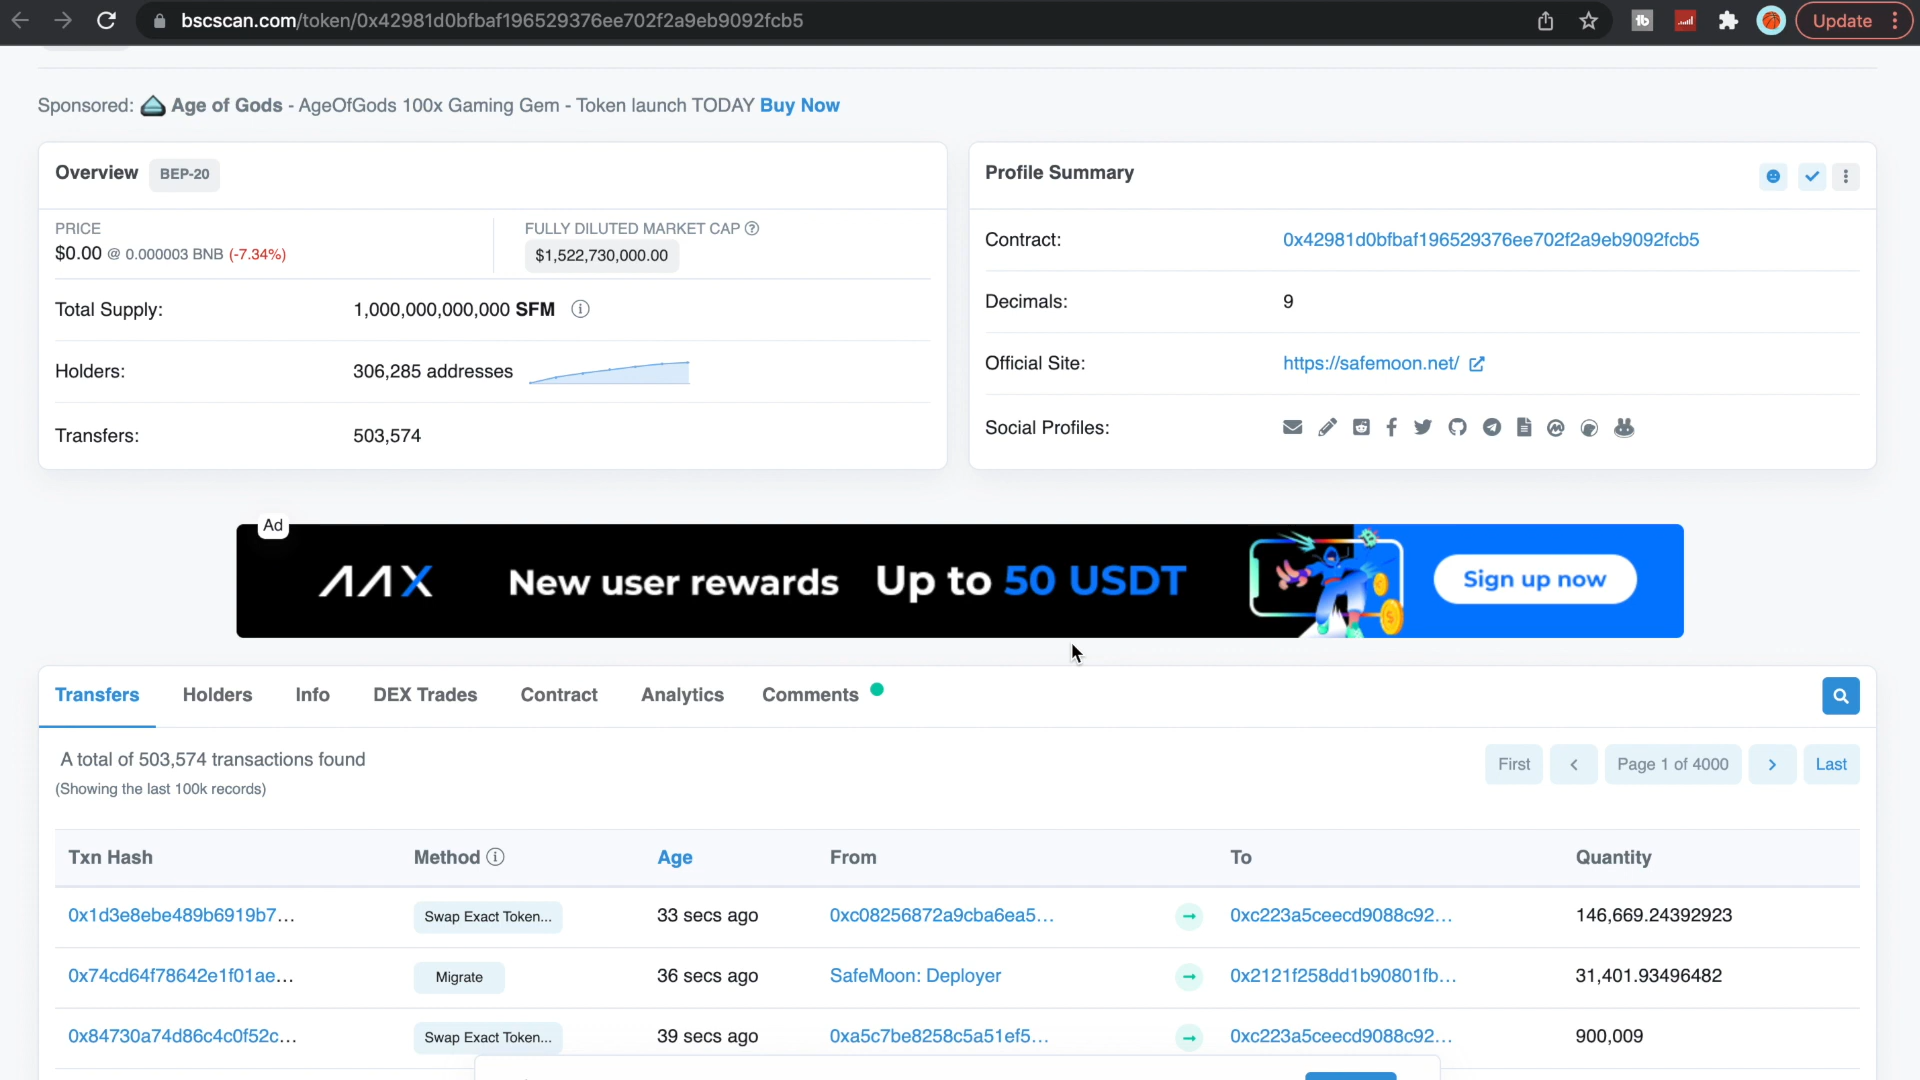 bscscan.com/token/0x42981d0bfbaf196529376ee702f2a9eb9092fcb5
tb
Update
Sponsored: Age of Gods - AgeOfGods 100x Gaming Gem - Token launch TODAY Buy Now
Overview BEP-20
PRICE
$0.00 @ 0.000003 BNB (-7.34%)
FULLY DILUTED MARKET CAP
$1,522,730,000.00
Total Supply: 1,000,000,000,000 SFM
Holders: 306,285 addresses
Transfers: 503,574
Profile Summary
Contract: 0x42981d0bfbaf196529376ee702f2a9eb9092fcb5
Decimals: 9
Official Site: https://safemoon.net/
Social Profiles:
Ad
AAX New user rewards Up to 50 USDT Sign up now
Transfers Holders Info DEX Trades Contract Analytics Comments
A total of 503,574 transactions found
(Showing the last 100k records)
First < Page 1 of 4000 > Last
Txn Hash Method Age From To Quantity
0x1d3e8ebe489b6919b7... Swap Exact Token... 33 secs ago 0xc08256872a9cba6ea5... 0xc223a5ceecd9088c92... 146,669.24392923
0x74cd64f78642e1f01ae... Migrate 36 secs ago SafeMoon: Deployer 0x2121f258dd1b90801fb... 31,401.93496482
0x84730a74d86c4c0f52c... Swap Exact Token... 39 secs ago 0xa5c7be8258c5a51ef5... 0xc223a5ceecd9088c92... 900,009